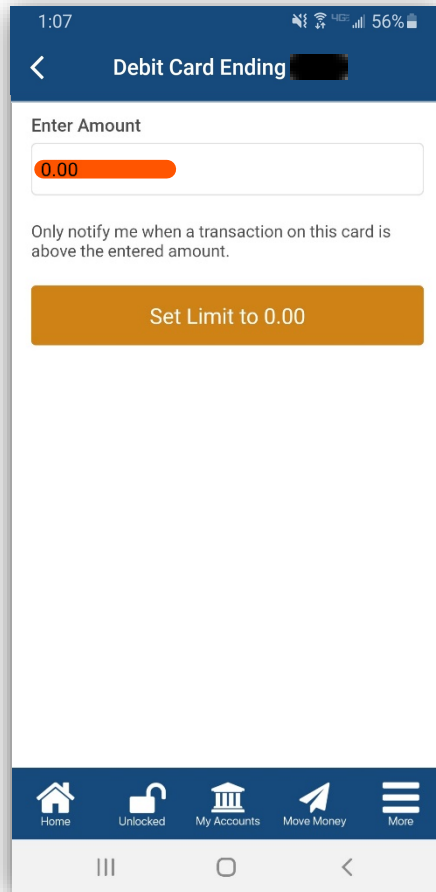 1:07 4GE 56%
Debit Card Ending
Enter Amount
0.00
Only notify me when a transaction on this card is
above the entered amount.
Set Limit to 0.00
Home Unlocked My Accounts Move Money More